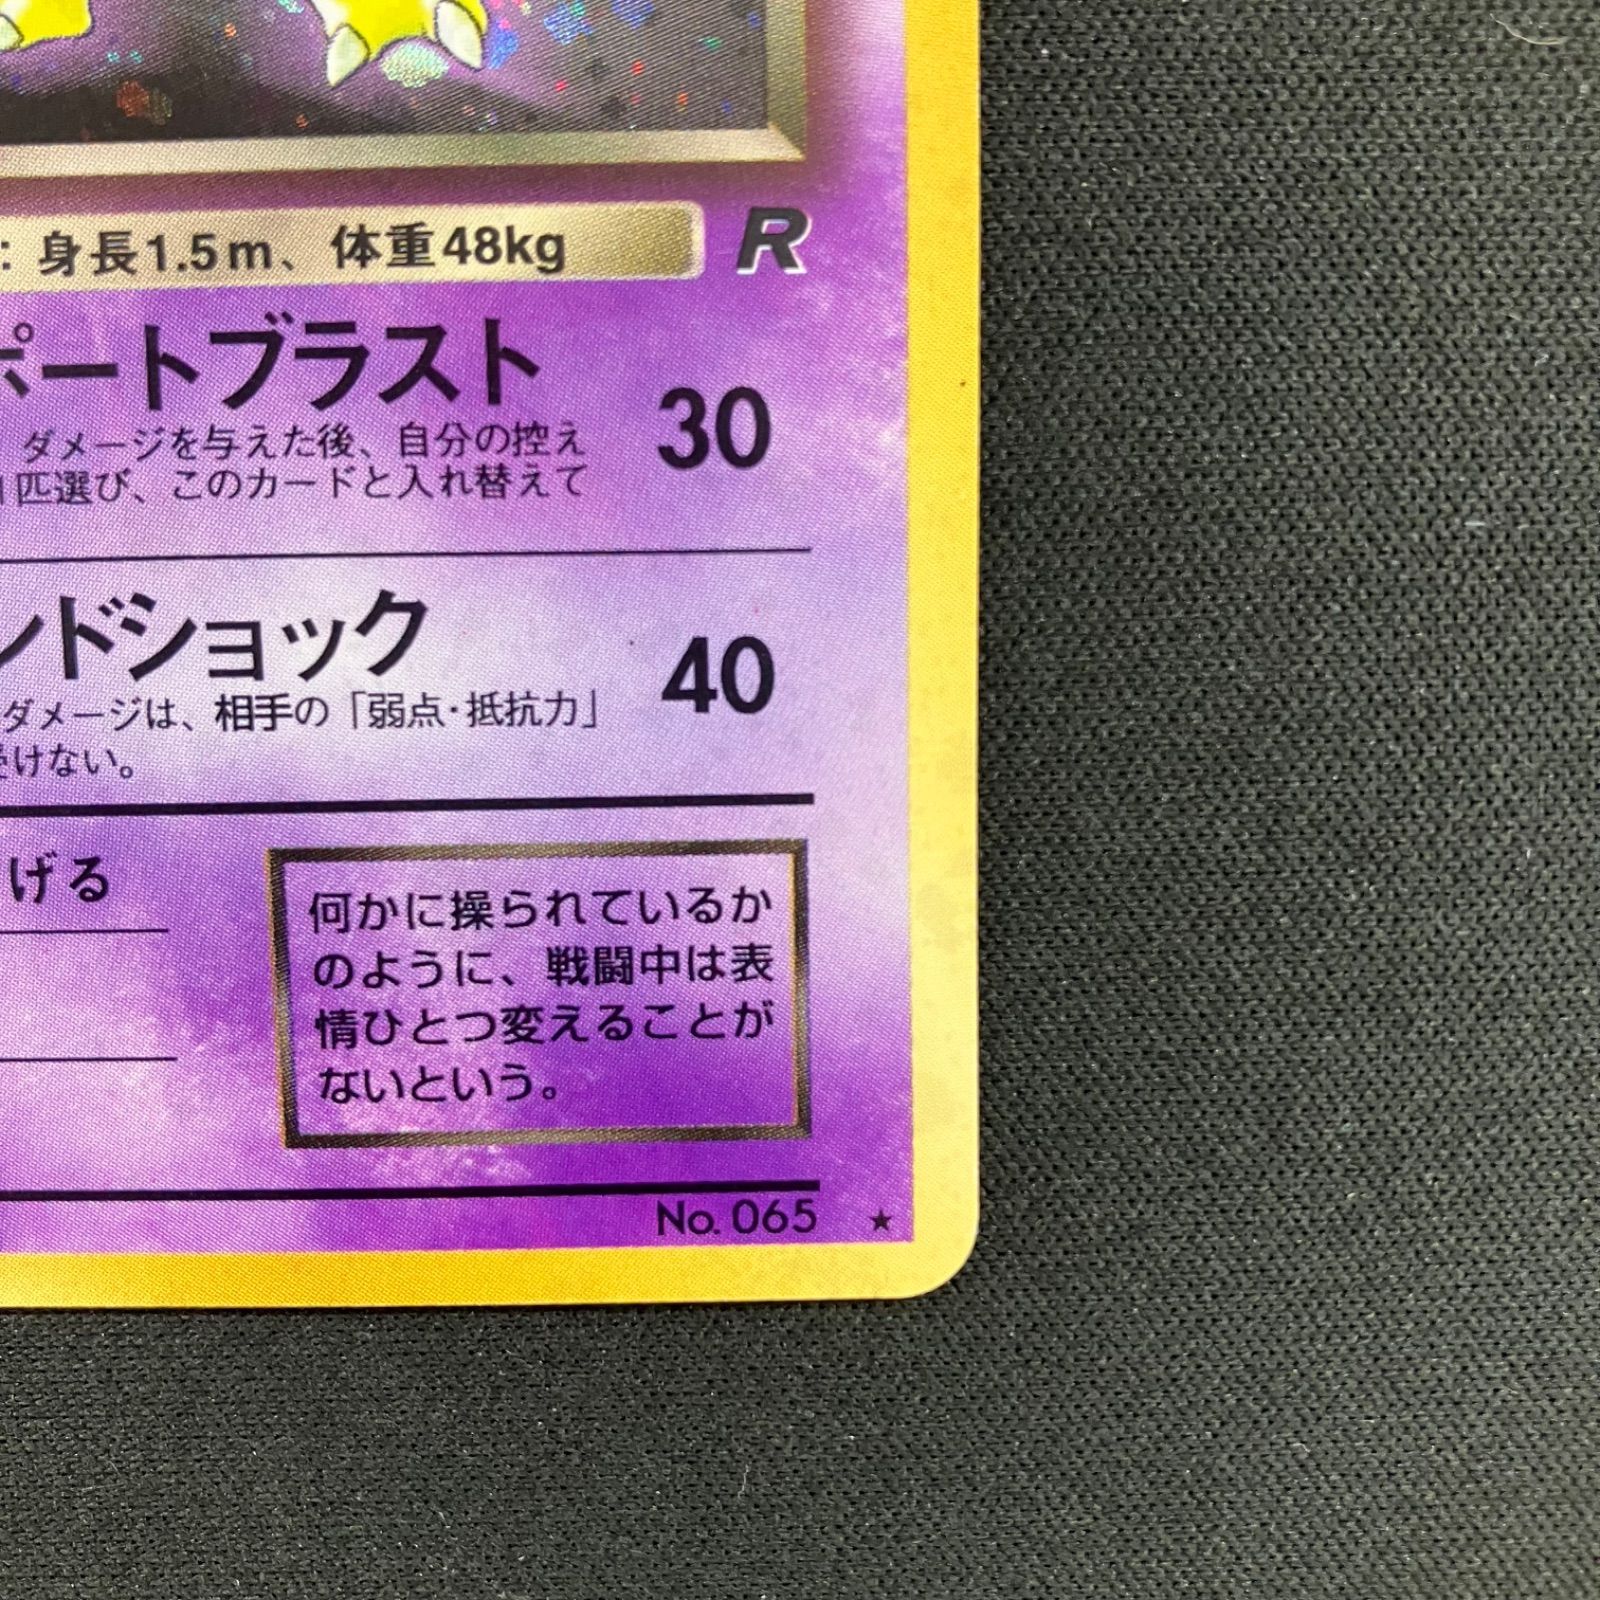 : 身長1.5m、体重48kg
R
ポートブラスト
30
ダメージを与えた後、自分の控え
1匹選び、このカードと入れ替えて
ンドショック
40
ダメージは、相手の「弱点・抵抗力」
受けない。
げる
何かに操られているか
のように、戦闘中は表
情ひとつ変えることが
ないという。
No. 065 ★